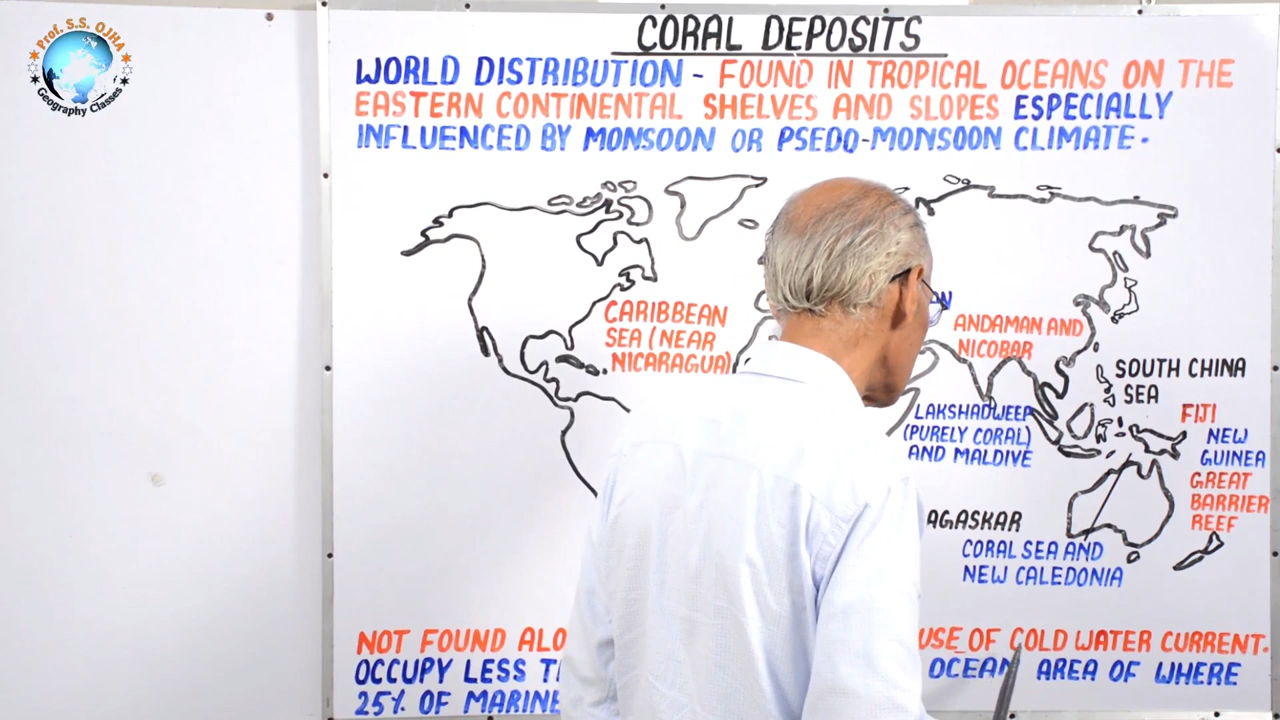 Prof. S.S. OJHA
Geography Classes
CORAL DEPOSITS
WORLD DISTRIBUTION - FOUND IN TROPICAL OCEANS ON THE
EASTERN CONTINENTAL SHELVES AND SLOPES ESPECIALLY
INFLUENCED BY MONSOON OR PSEDO-MONSOON CLIMATE.
CARIBBEAN
SEA (NEAR
NICARAGUA)
ANDAMAN AND
NICOBAR
SOUTH CHINA
SEA
LAKSHADWEEP
(PURELY CORAL)
AND MALDIVE
FIJI
NEW
GUINEA
GREAT
BARRIER
REEF
AGASKAR
CORAL SEA AND
NEW CALEDONIA
NOT FOUND ALO USE OF COLD WATER CURRENT.
OCCUPY LESS OCEAN AREA OF WHERE
25% OF MARINE